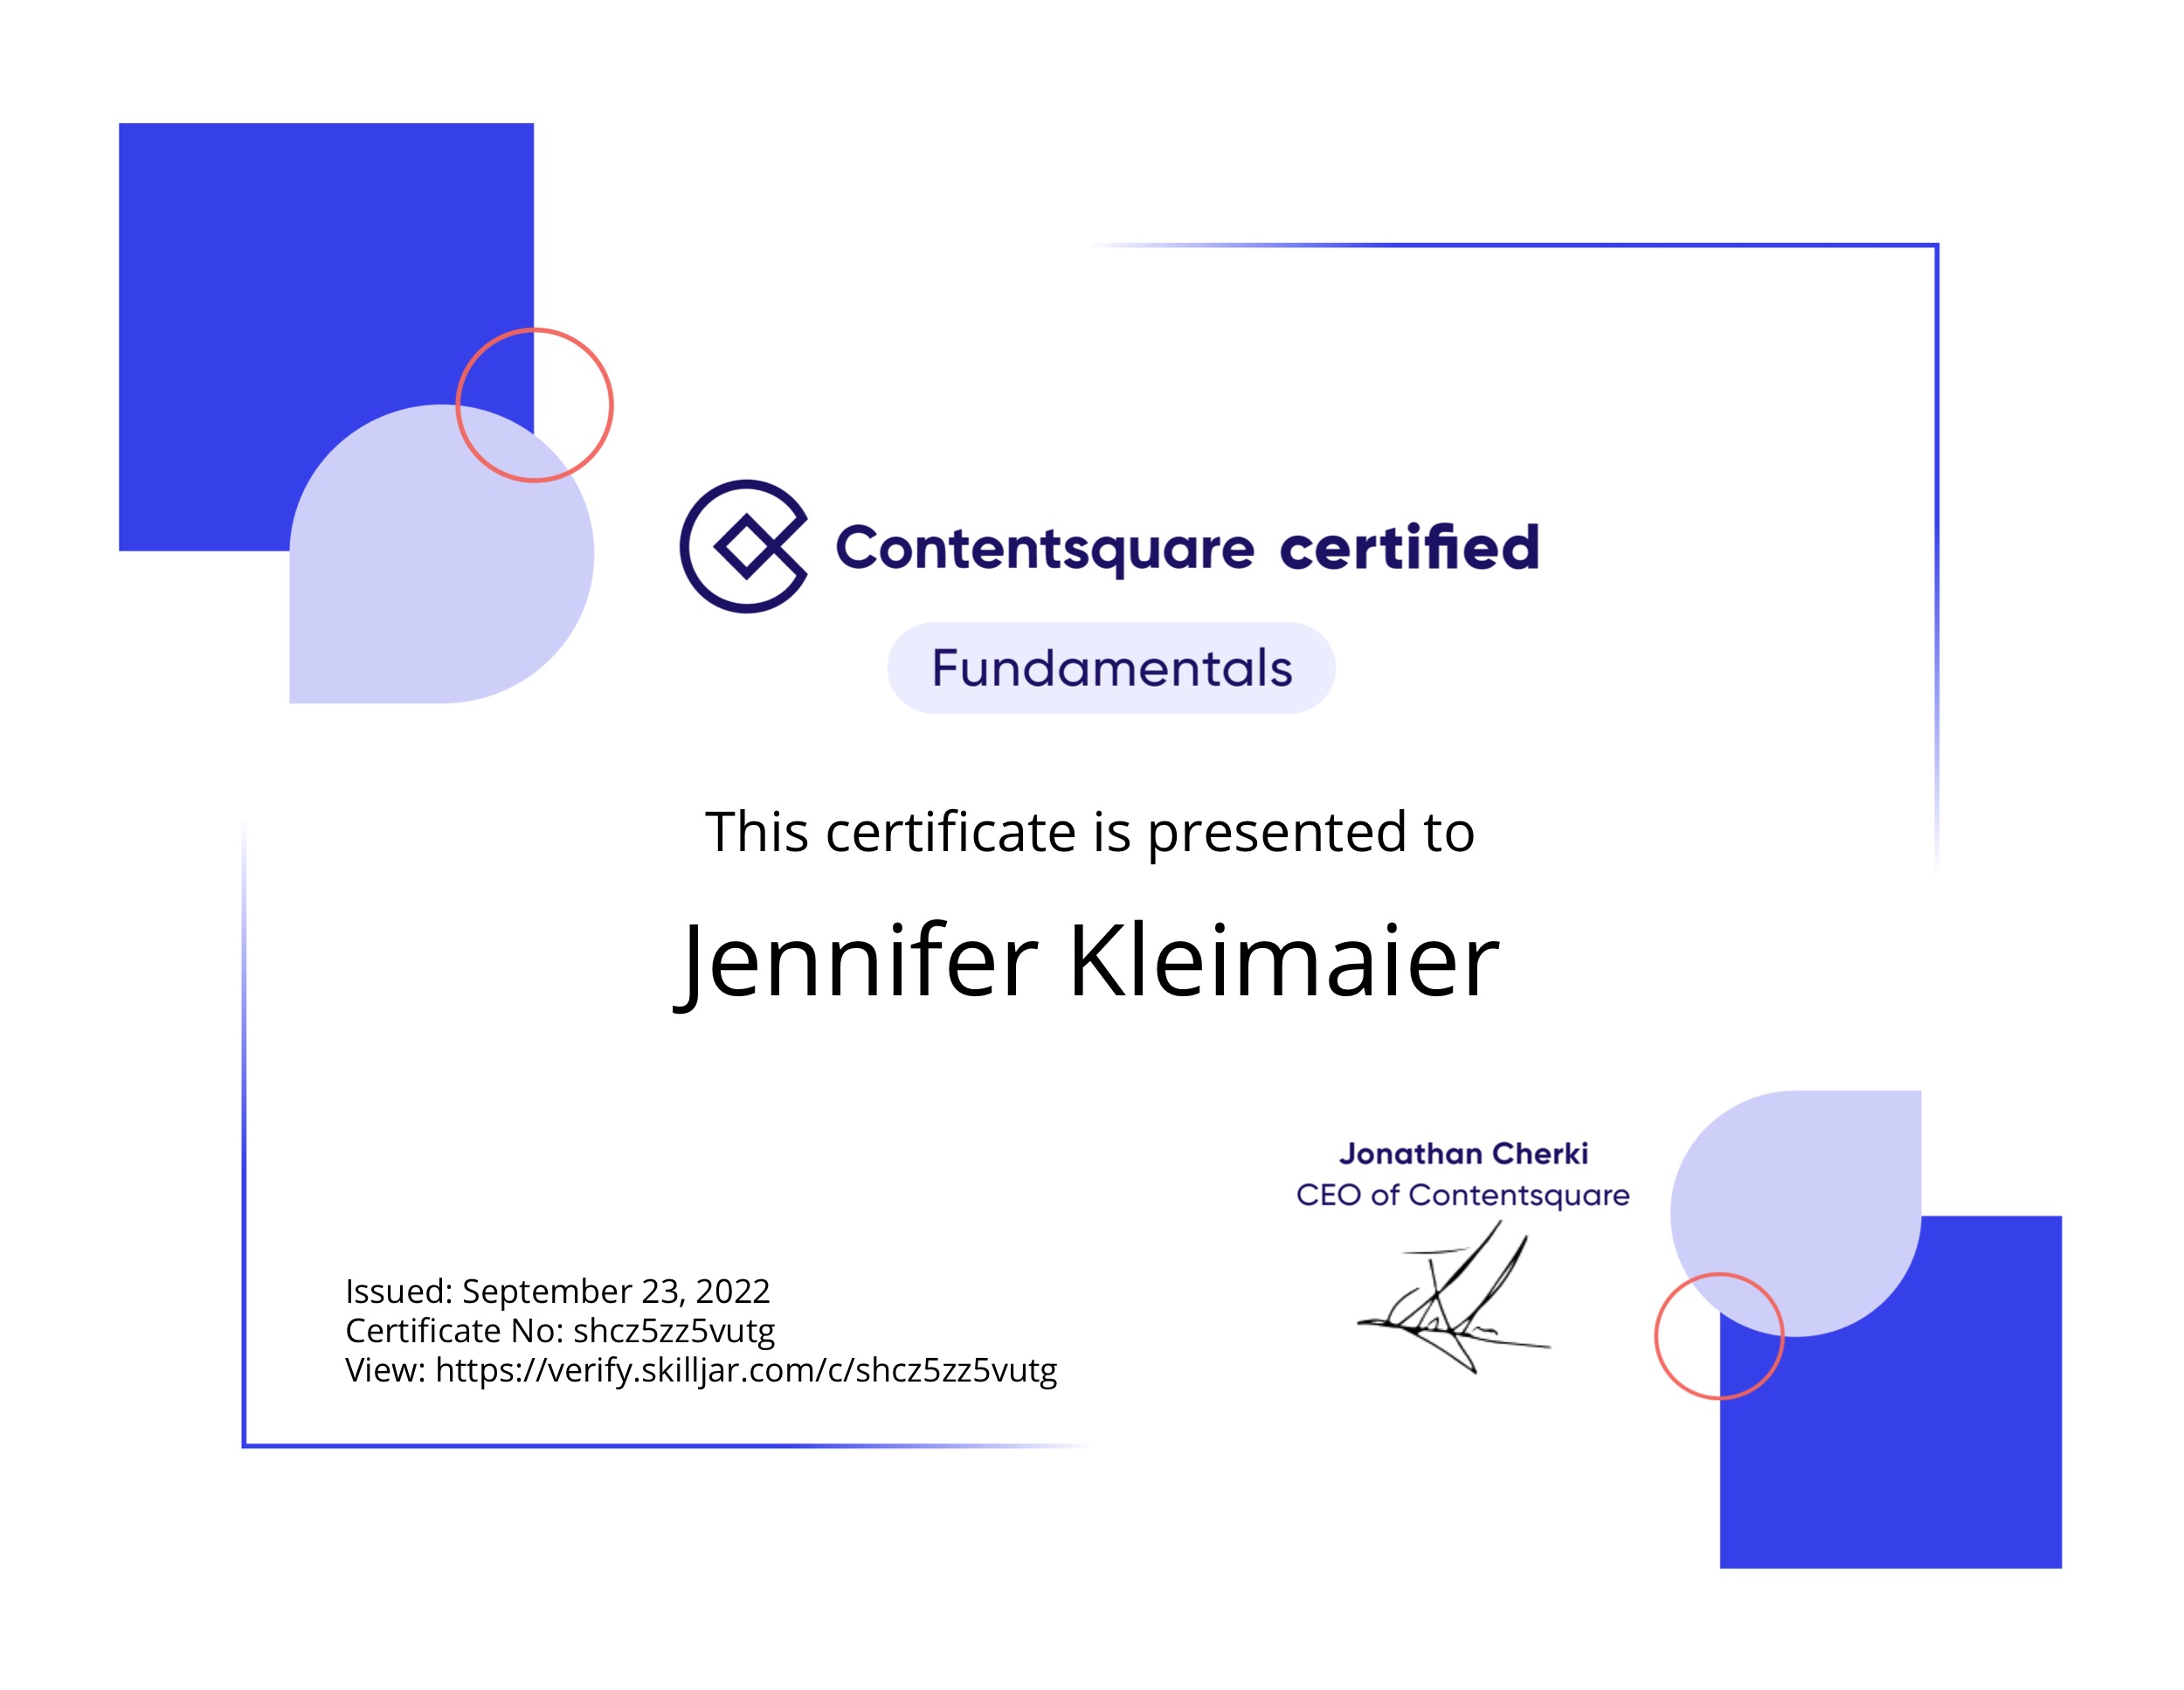 Contentsquare certified
Fundamentals
This certificate is presented to
Jennifer Kleimaier
Jonathan Cherki
CEO of Contentsquare
Issued: September 23, 2022
Certificate No: shcz5zz5vutg
View: https://verify.skilljar.com/c/shcz5zz5vutg